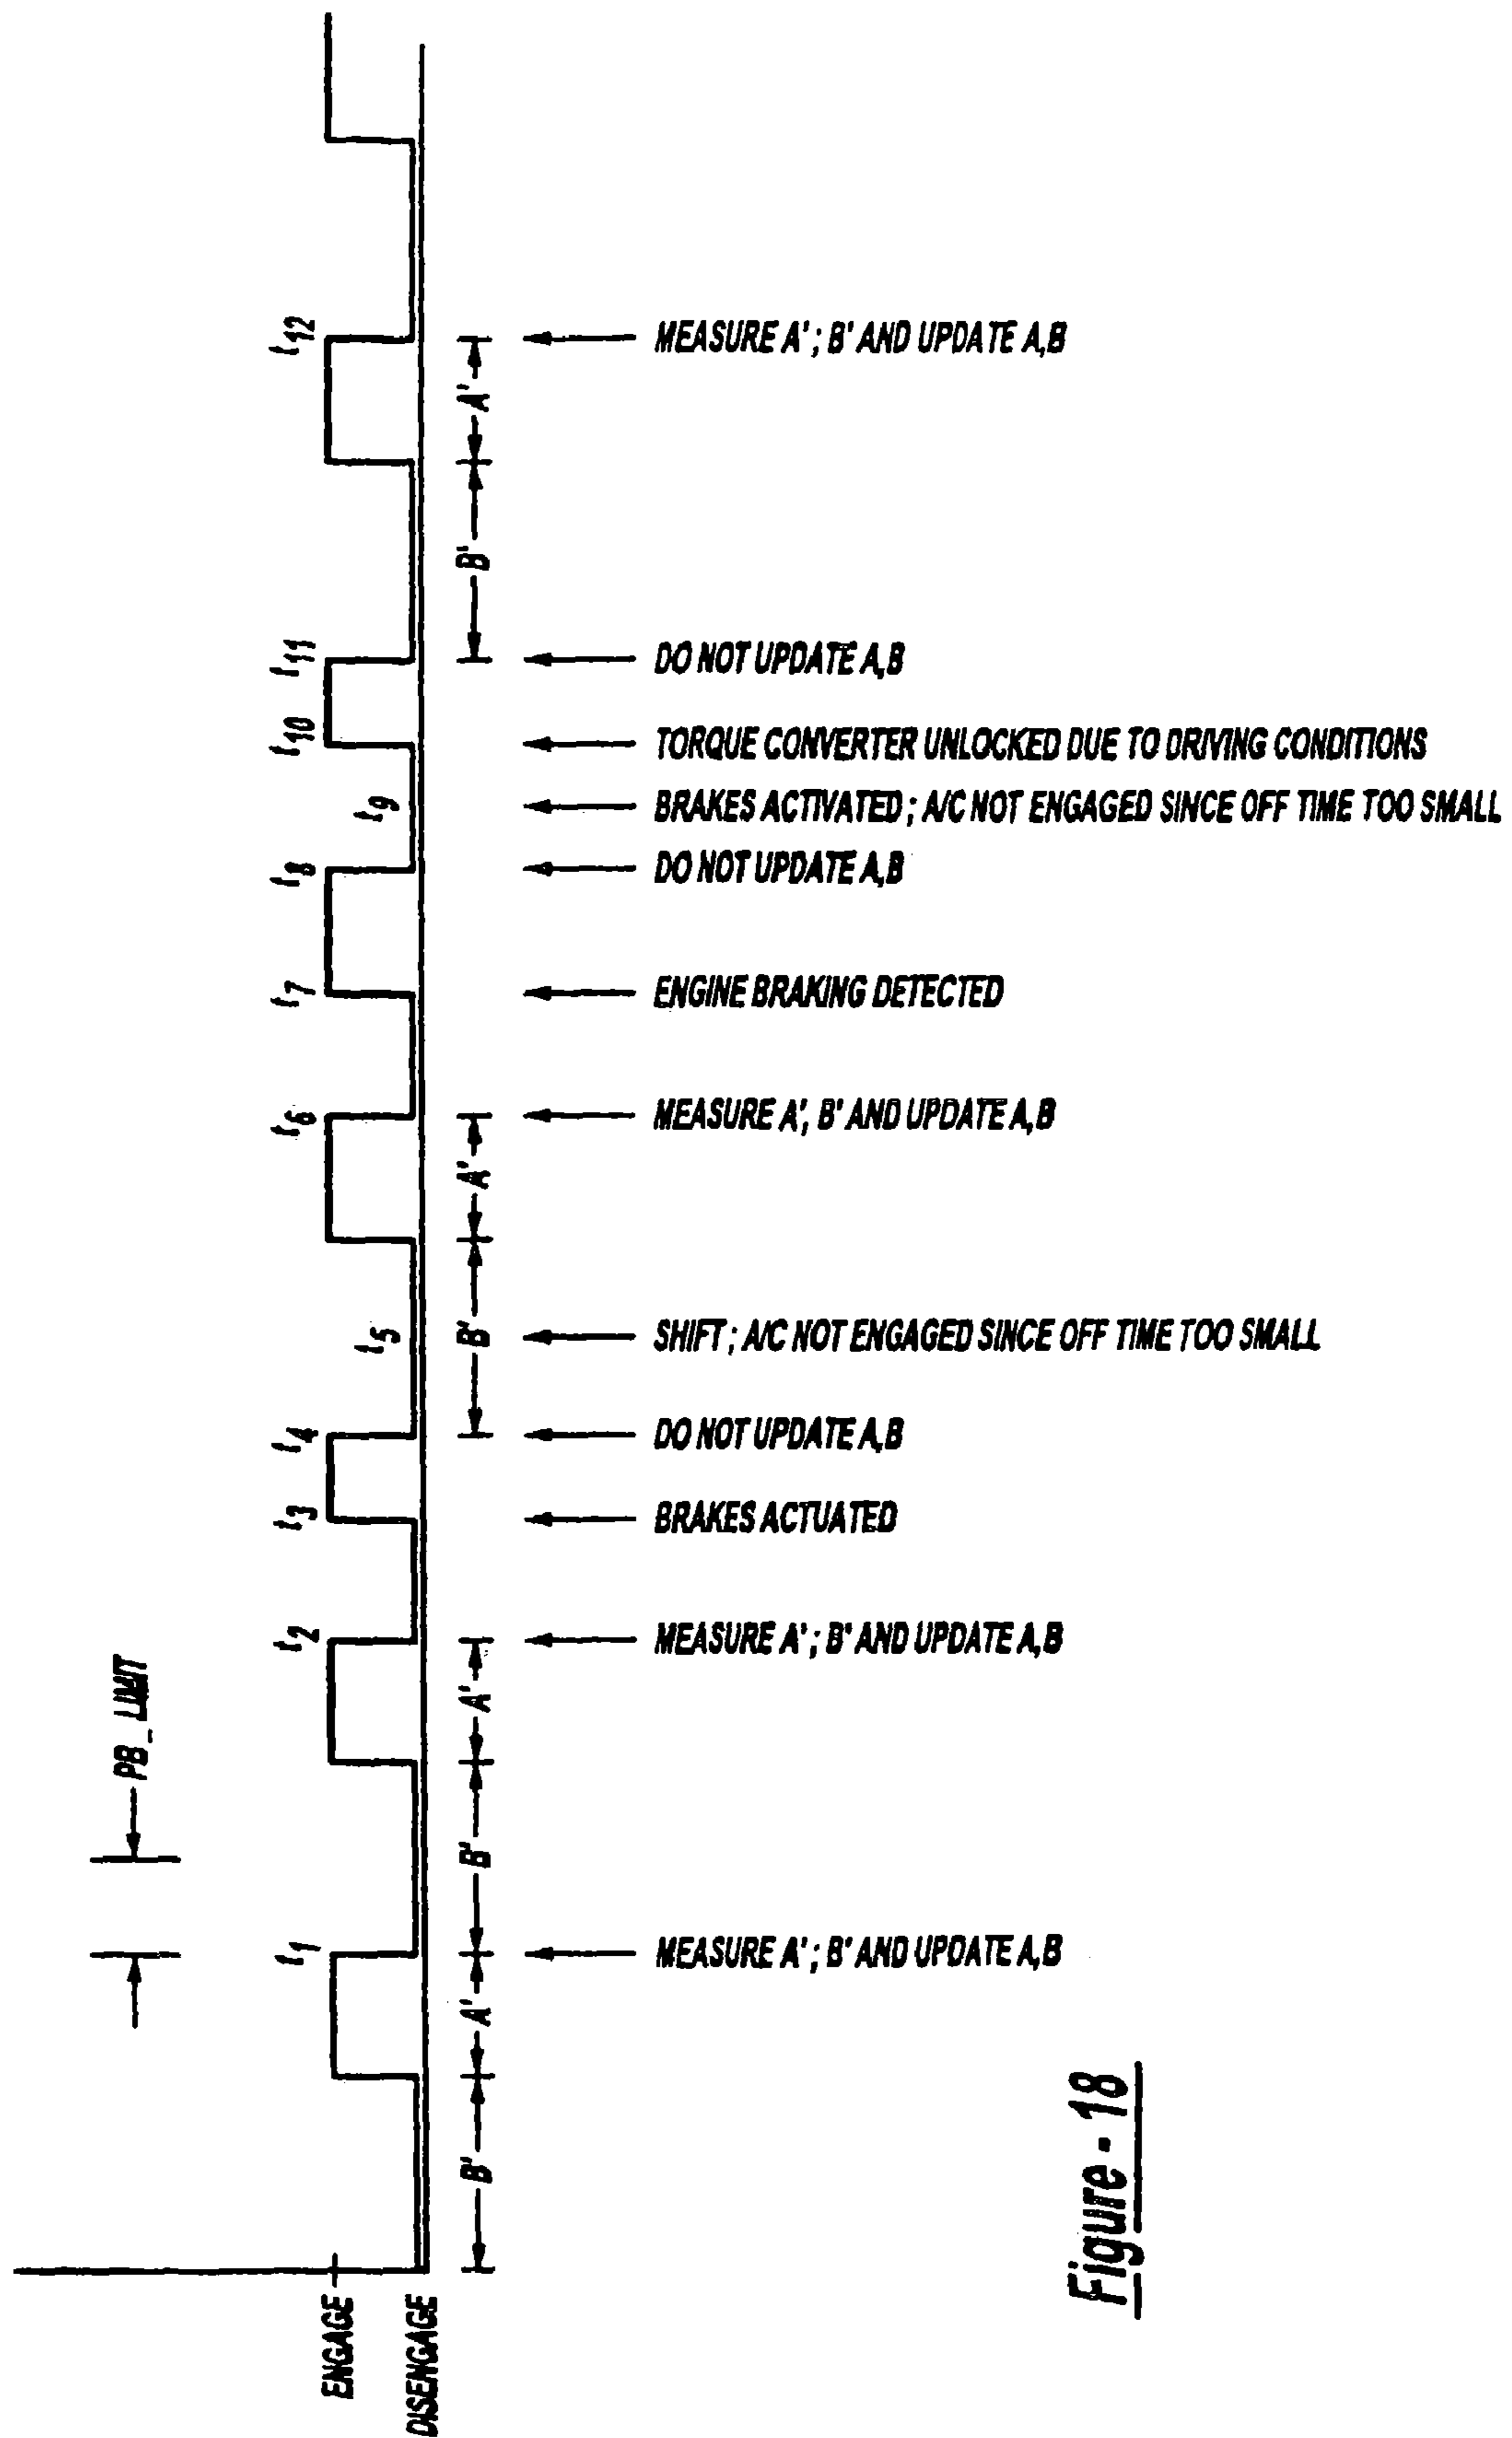 PB_LIMIT
ENGAGE
DISENGAGE
t12
t11
t10
t9
t8
t7
t6
t5
t4
t3
t2
t1
A'
B'
A'
B'
A'
B'
A'
B'
MEASURE A' ; B' AND UPDATE A,B
DO NOT UPDATE A,B
TORQUE CONVERTER UNLOCKED DUE TO DRIVING CONDITIONS
BRAKES ACTIVATED ; A/C NOT ENGAGED SINCE OFF TIME TOO SMALL
DO NOT UPDATE A,B
ENGINE BRAKING DETECTED
MEASURE A', B' AND UPDATE A,B
SHIFT ; A/C NOT ENGAGED SINCE OFF TIME TOO SMALL
DO NOT UPDATE A,B
BRAKES ACTUATED
MEASURE A' ; B' AND UPDATE A,B
MEASURE A' ; B' AND UPDATE A,B
Figure - 18